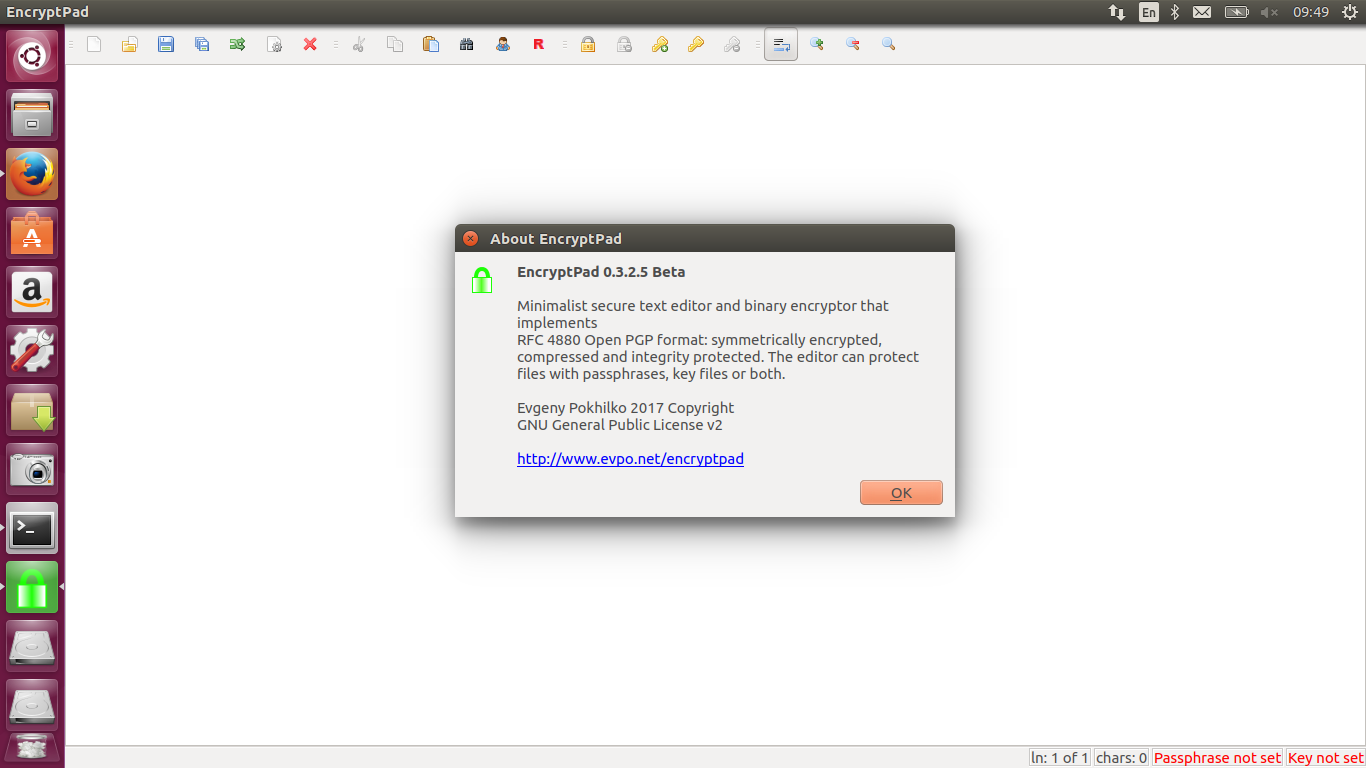 EncryptPad
En
09:49
R
About EncryptPad
EncryptPad 0.3.2.5 Beta
Minimalist secure text editor and binary encryptor that
implements
RFC 4880 Open PGP format: symmetrically encrypted,
compressed and integrity protected. The editor can protect
files with passphrases, key files or both.
Evgeny Pokhilko 2017 Copyright
GNU General Public License v2
http://www.evpo.net/encryptpad
OK
A
a
>_
ln: 1 of 1
chars: 0
Passphrase not set
Key not set